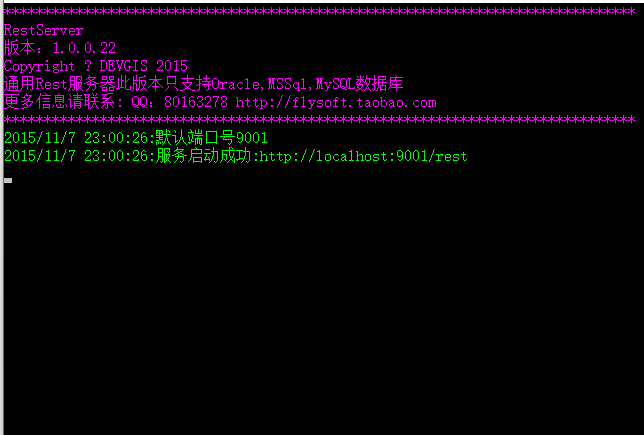 *******************************************************************************
RestServer
版本：1.0.0.22
Copyright ? DEVGIS 2015
通用Rest服务器此版本只支持Oracle,MSSql,MySQL数据库
更多信息请联系: QQ：80163278 http://flysoft.taobao.com
*******************************************************************************
2015/11/7 23:00:26:默认端口号9001
2015/11/7 23:00:26:服务启动成功:http://localhost:9001/rest